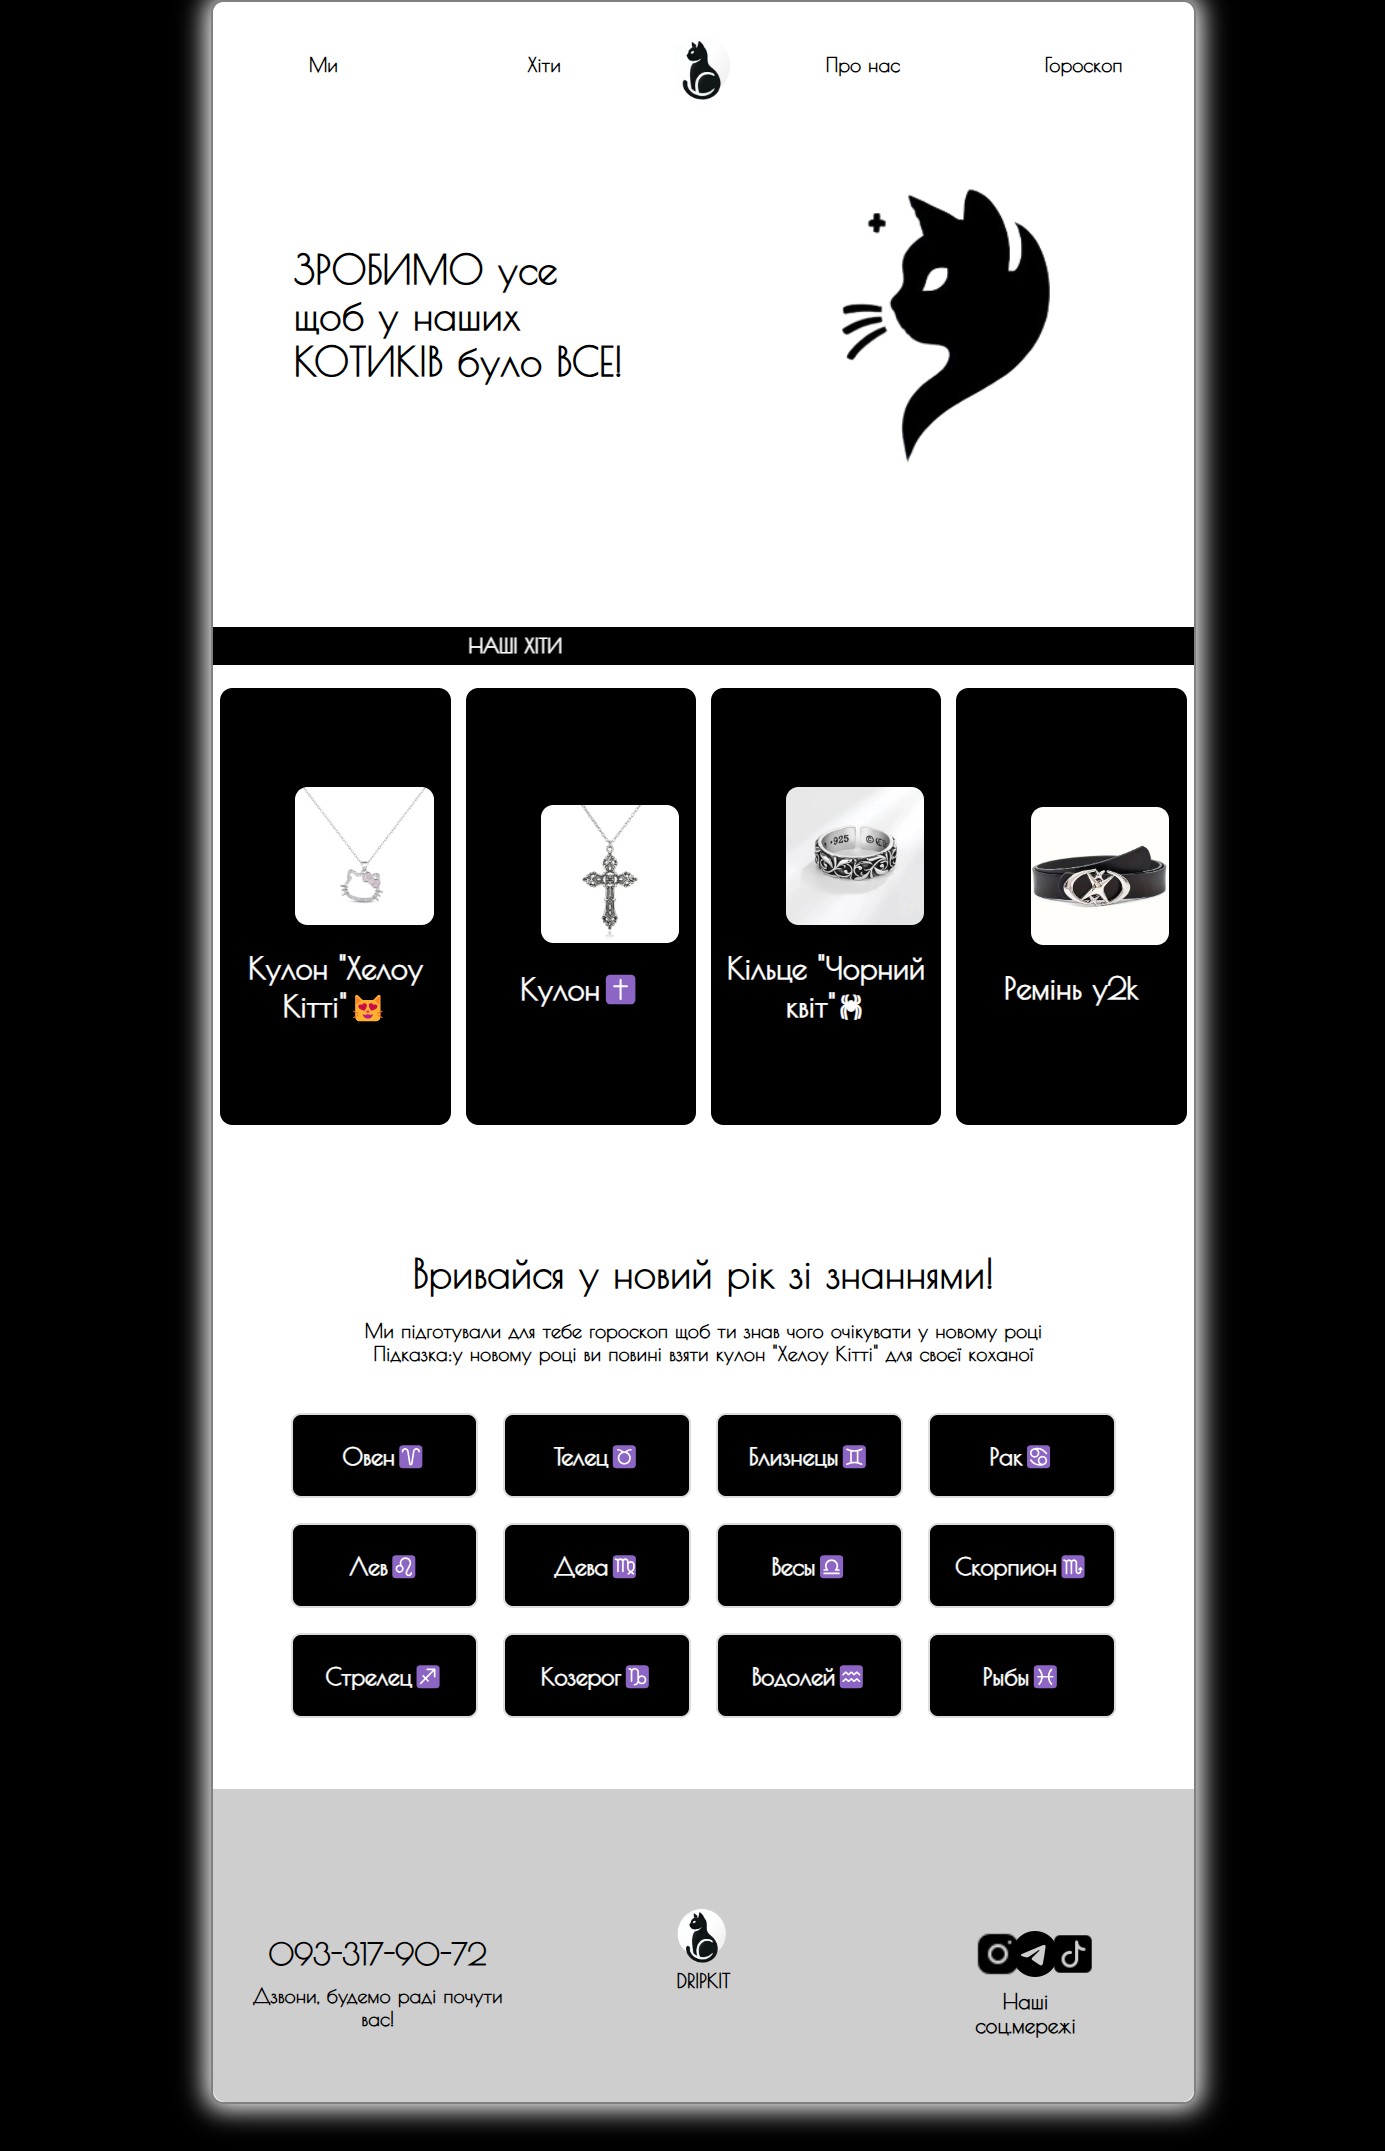 Ми
Хіти
Про нас
Гороскоп
ЗРОБИМО усе
щоб у наших
КОТИКІВ було ВСЕ!
НАШІ ХІТИ
Кулон "Хелоу
Кітті"😻
Кулон✝️
925
Кільце "Чорний
квіт"🕷
Ремінь y2k
Вривайся у новий рік зі знаннями!
Ми підготували для тебе гороскоп щоб ти знав чого очікувати у новому році
Підказка:у новому році ви повині взяти кулон "Хелоу Кітті" для своєї коханої
Овен♈
Телец♉
Близнецы♊
Рак♋
Лев♌
Дева♍
Весы♎
Скорпион♏
Стрелец♐
Козерог♑
Водолей♒
Рыбы♓
093-317-90-72
Дзвони, будемо раді почути
вас!
DRIPKIT
Наші
соц.мережі